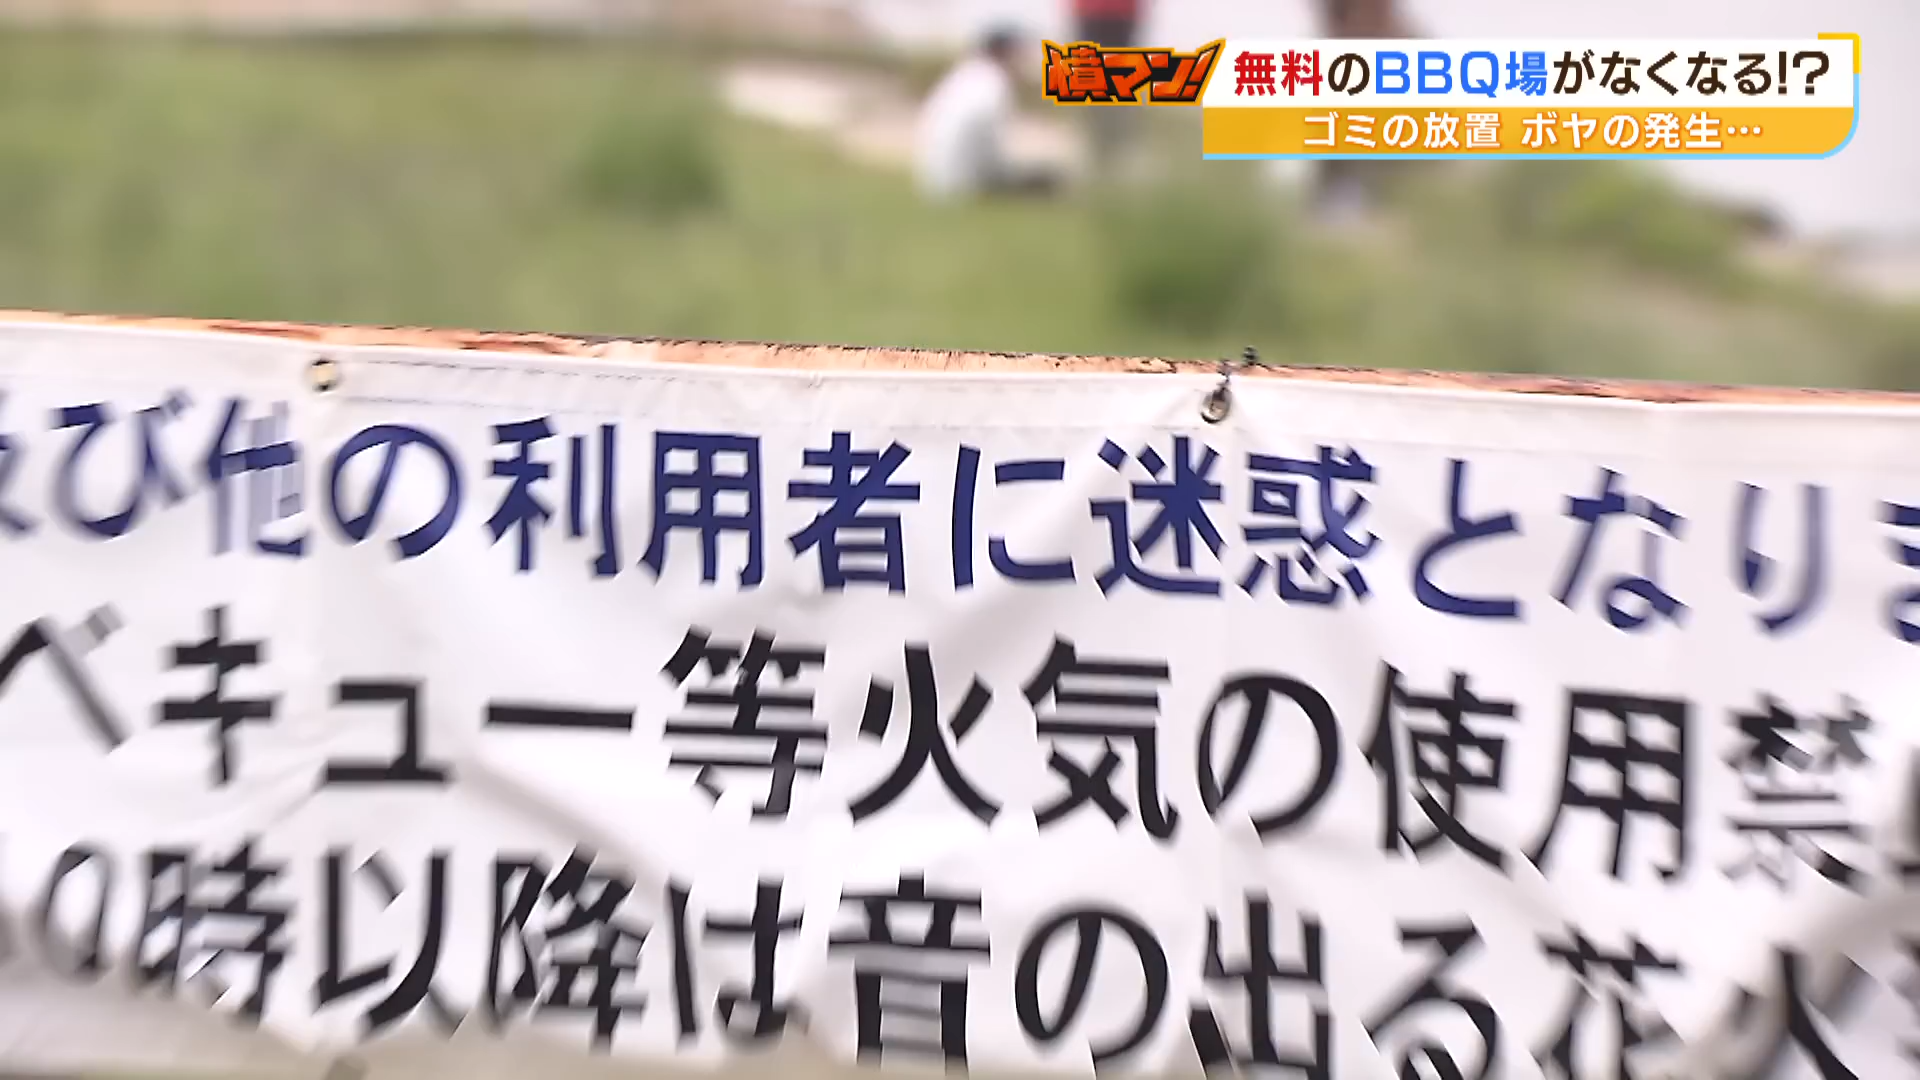 憤マン!
無料のBBQ場がなくなる!?
ゴミの放置 ボヤの発生…
及び他の利用者に迷惑となりま
ベキュー等火気の使用禁
0時以降は音の出る花火